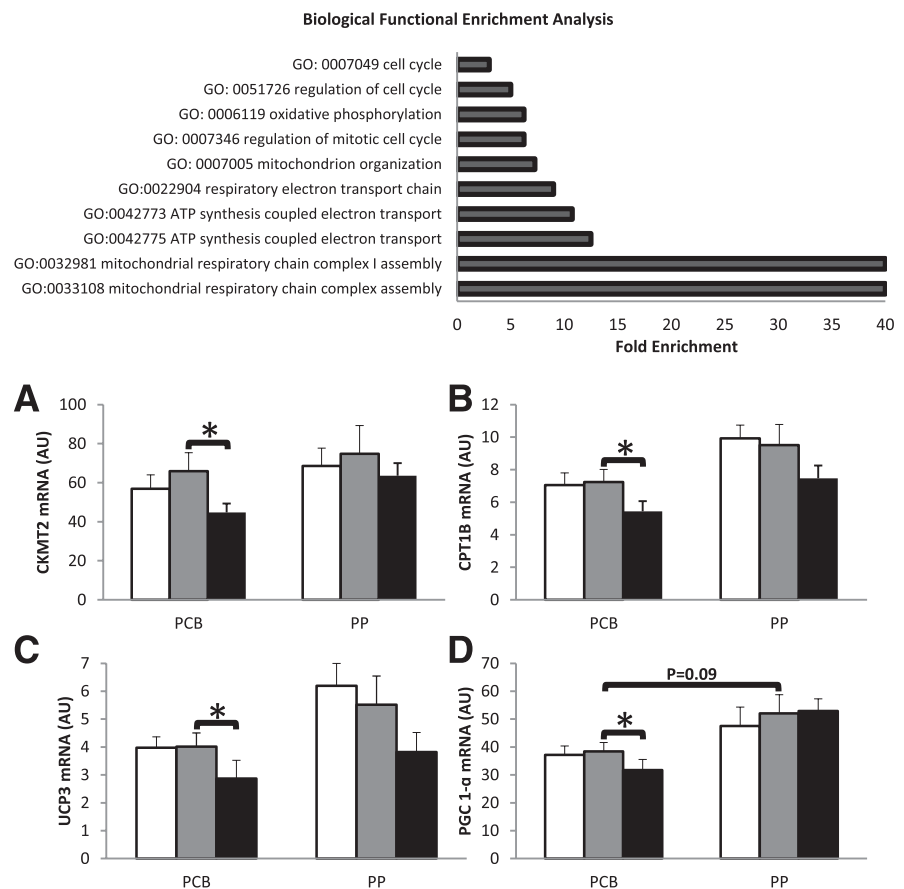 Biological Functional Enrichment Analysis
GO: 0007049 cell cycle
GO: 0051726 regulation of cell cycle
GO: 0006119 oxidative phosphorylation
GO: 0007346 regulation of mitotic cell cycle
GO: 0007005 mitochondrion organization
GO:0022904 respiratory electron transport chain
GO:0042773 ATP synthesis coupled electron transport
GO:0042775 ATP synthesis coupled electron transport
GO:0032981 mitochondrial respiratory chain complex I assembly
GO:0033108 mitochondrial respiratory chain complex assembly
0 5 10 15 20 25 30 35 40
Fold Enrichment
A
CKMT2 mRNA (AU)
100
80
60
40
20
0
*
PCB PP
B
CPT1B mRNA (AU)
12
10
8
6
4
2
0
*
PCB PP
C
UCP3 mRNA (AU)
7
6
5
4
3
2
1
0
*
PCB PP
D
PGC 1-α mRNA (AU)
70
60
50
40
30
20
10
0
P=0.09
*
PCB PP